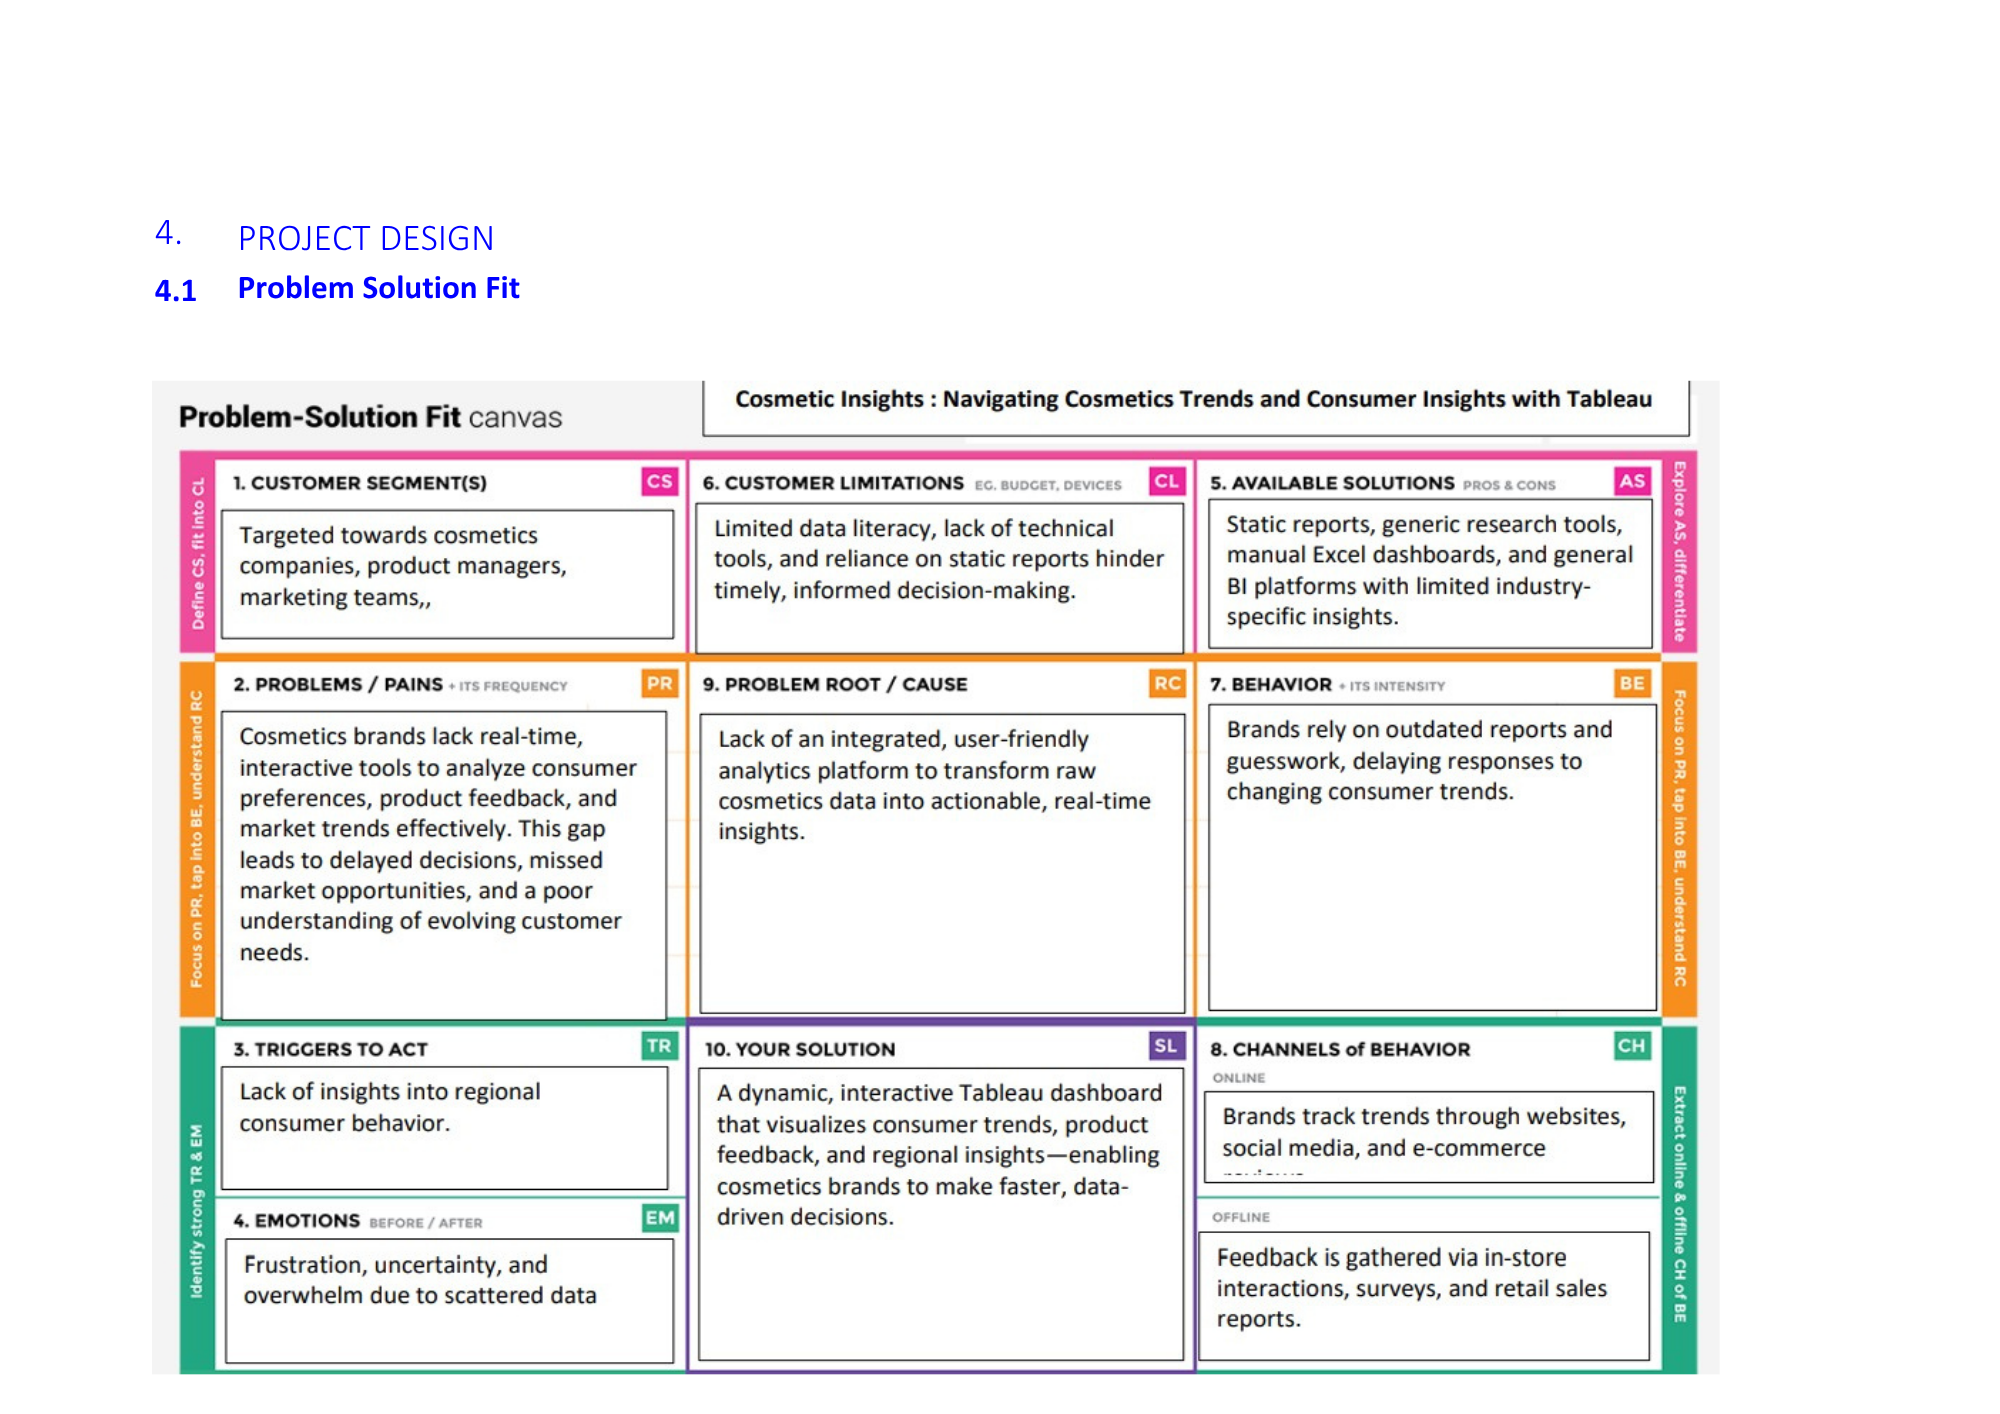 4. PROJECT DESIGN
4.1 Problem Solution Fit
Problem-Solution Fit canvas
Cosmetic Insights : Navigating Cosmetics Trends and Consumer Insights with Tableau
Define CS, fit into CL
1. CUSTOMER SEGMENT(S) CS
Targeted towards cosmetics
companies, product managers,
marketing teams,,
6. CUSTOMER LIMITATIONS EG. BUDGET, DEVICES CL
Limited data literacy, lack of technical
tools, and reliance on static reports hinder
timely, informed decision-making.
5. AVAILABLE SOLUTIONS PROS & CONS AS
Static reports, generic research tools,
manual Excel dashboards, and general
BI platforms with limited industry-
specific insights.
Explore AS, differentiate
Focus on PR, tap into BE, understand RC
2. PROBLEMS / PAINS + ITS FREQUENCY PR
Cosmetics brands lack real-time,
interactive tools to analyze consumer
preferences, product feedback, and
market trends effectively. This gap
leads to delayed decisions, missed
market opportunities, and a poor
understanding of evolving customer
needs.
9. PROBLEM ROOT / CAUSE RC
Lack of an integrated, user-friendly
analytics platform to transform raw
cosmetics data into actionable, real-time
insights.
7. BEHAVIOR + ITS INTENSITY BE
Brands rely on outdated reports and
guesswork, delaying responses to
changing consumer trends.
Focus on PR, tap into BE, understand RC
Identify strong TR & EM
3. TRIGGERS TO ACT TR
Lack of insights into regional
consumer behavior.
4. EMOTIONS BEFORE / AFTER EM
Frustration, uncertainty, and
overwhelm due to scattered data
10. YOUR SOLUTION SL
A dynamic, interactive Tableau dashboard
that visualizes consumer trends, product
feedback, and regional insights—enabling
cosmetics brands to make faster, data-
driven decisions.
8. CHANNELS of BEHAVIOR CH
ONLINE
Brands track trends through websites,
social media, and e-commerce
OFFLINE
Feedback is gathered via in-store
interactions, surveys, and retail sales
reports.
Extract online & offline CH of BE